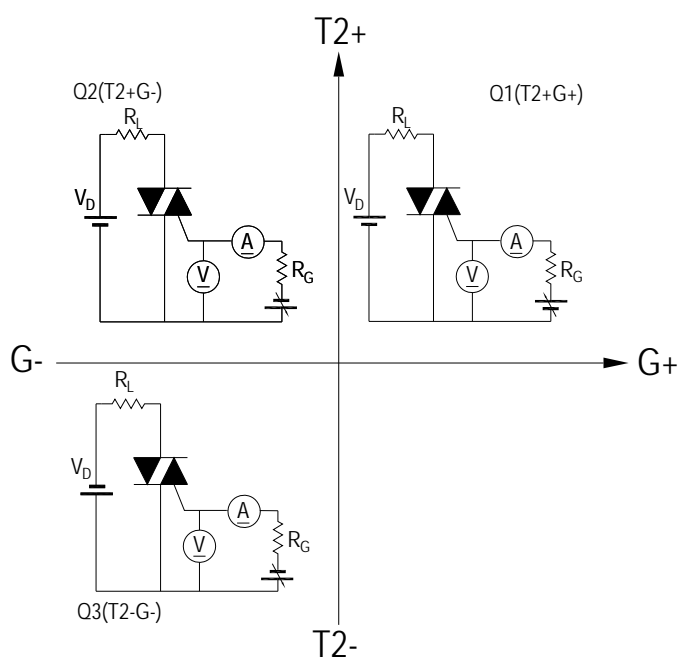 T2+
Q2(T2+G-)
Q1(T2+G+)
RL
RL
VD
VD
A
A
V
V
RG
RG
G-
G+
RL
VD
A
V
RG
Q3(T2-G-)
T2-